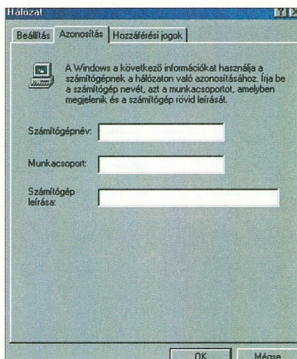 Hálózat
Beállítás Azonosítás Hozzáférési jogok
A Windows a következő információkat használja a
számítógépnek a hálózaton való azonosításához. Írja be
a számítógép nevét, azt a munkacsoportot, amelyben
megjelenik és a számítógép rövid leírását.
Számítógépnév:
Munkacsoport:
Számítógép
leírása:
OK Mégse